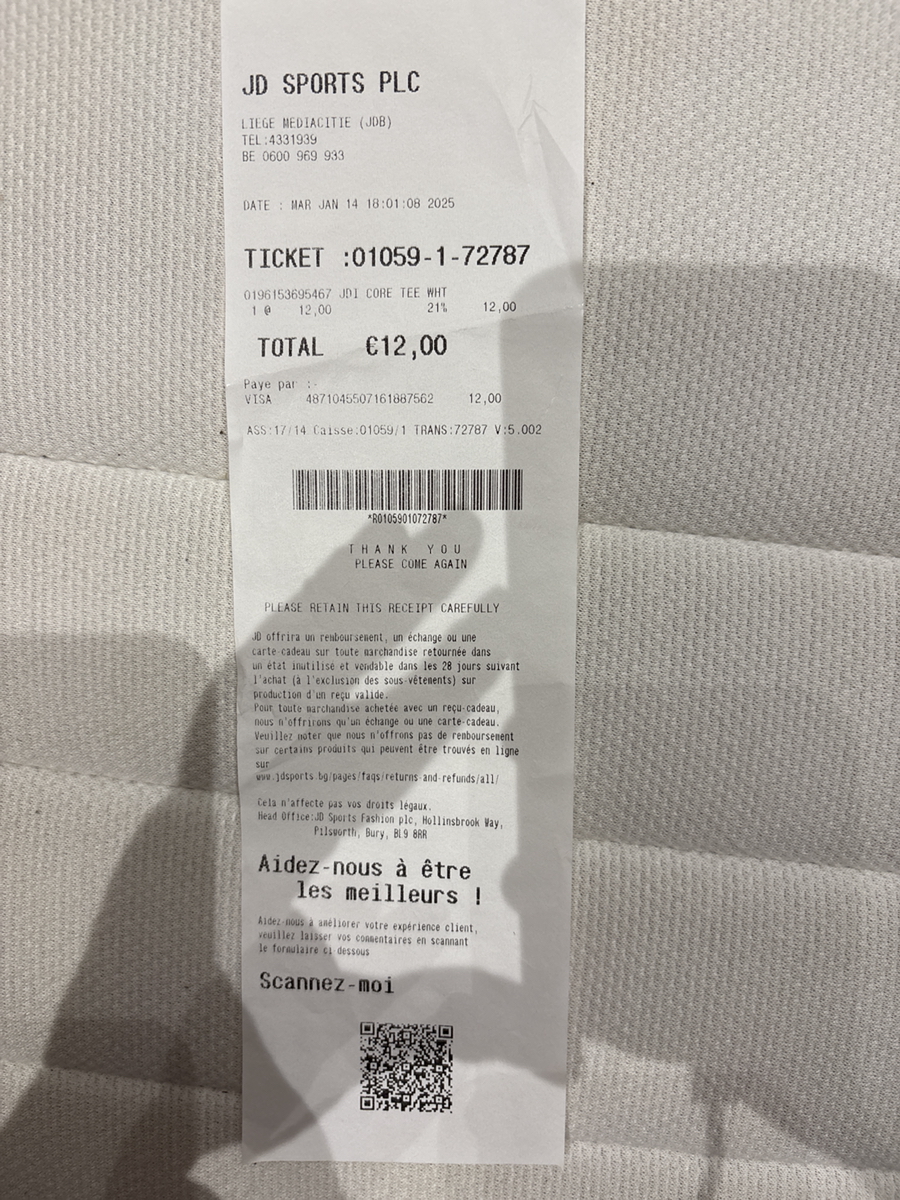 JD SPORTS PLC
LIEGE MEDIACITIE (JDB)
TEL:4331939
BE 0600 969 933
DATE : MAR JAN 14 18:01:08 2025
TICKET :01059-1-72787
0196153695467 JDI CORE TEE WHT
1 @ 12,00 21% 12,00
TOTAL €12,00
Paye par :-
VISA 4871045507161887562 12,00
ASS:17/14 Caisse:01059/1 TRANS:72787 V:5.002
*R0105901072787*
THANK YOU
PLEASE COME AGAIN
PLEASE RETAIN THIS RECEIPT CAREFULLY
JD offrira un remboursement, un échange ou une
carte-cadeau sur toute marchandise retournée dans
un état inutilisé et vendable dans les 28 jours suivant
l'achat (à l'exclusion des sous-vêtements) sur
production d'un reçu valide.
Pour toute marchandise achetée avec un reçu-cadeau,
nous n'offrirons qu'un échange ou une carte-cadeau.
Veuillez noter que nous n'offrons pas de remboursement
sur certains produits qui peuvent être trouvés en ligne
sur
www.jdsports.bg/pages/faqs/returns-and-refunds/all/
Cela n'affecte pas vos droits légaux.
Head Office:JD Sports Fashion plc, Hollinsbrook Way,
Pilsworth, Bury, BL9 8RR
Aidez-nous à être
les meilleurs !
Aidez-nous à améliorer votre expérience client,
veuillez laisser vos commentaires en scannant
le formulaire ci-dessous
Scannez-moi